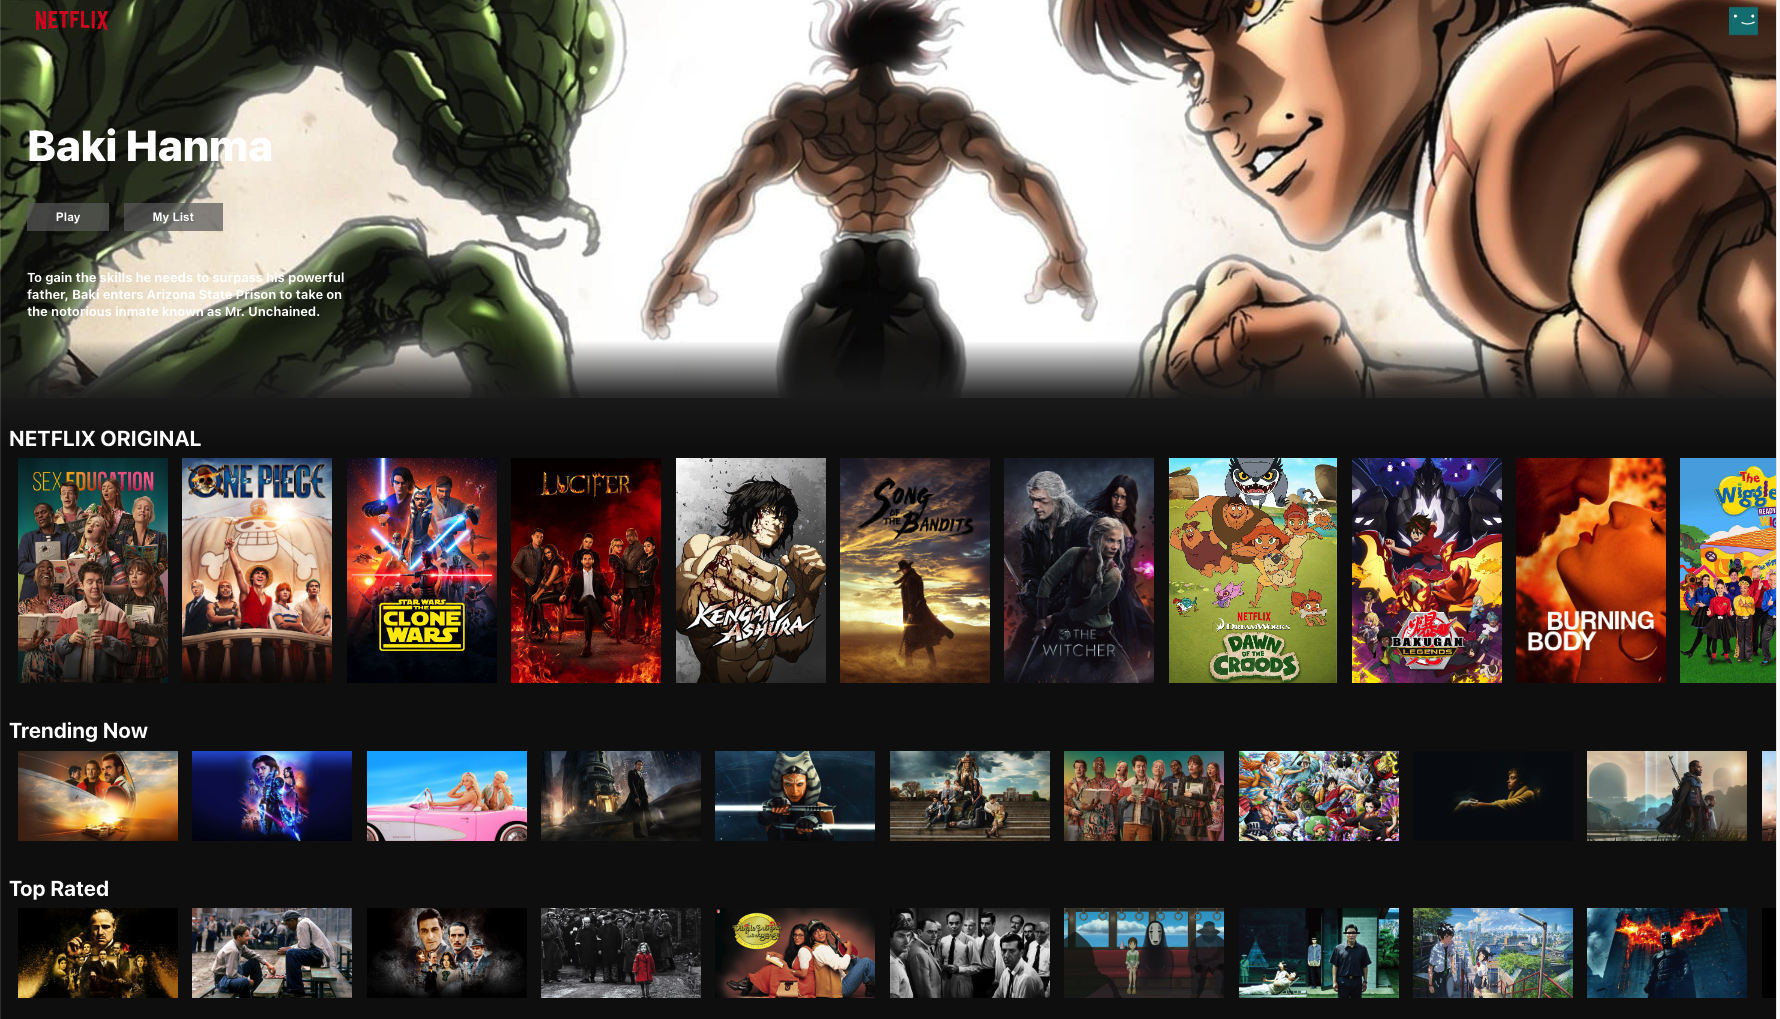 NETFLIX
Baki Hanma
Play
My List
To gain the skills he needs to surpass his powerful
father, Baki enters Arizona State Prison to take on
the notorious inmate known as Mr. Unchained.
NETFLIX ORIGINAL
SEX EDUCATION
ONE PIECE
STAR WARS
THE
CLONE
WARS
LUCIFER
KENGAN
ASHURA
SONG
OF
THE BANDITS
THE
WITCHER
NETFLIX
DREAMWORKS
DAWN
OF THE
CROODS
BAKUGAN
LEGENDS
BURNING
BODY
The
Wiggle
READY
Trending Now
Top Rated